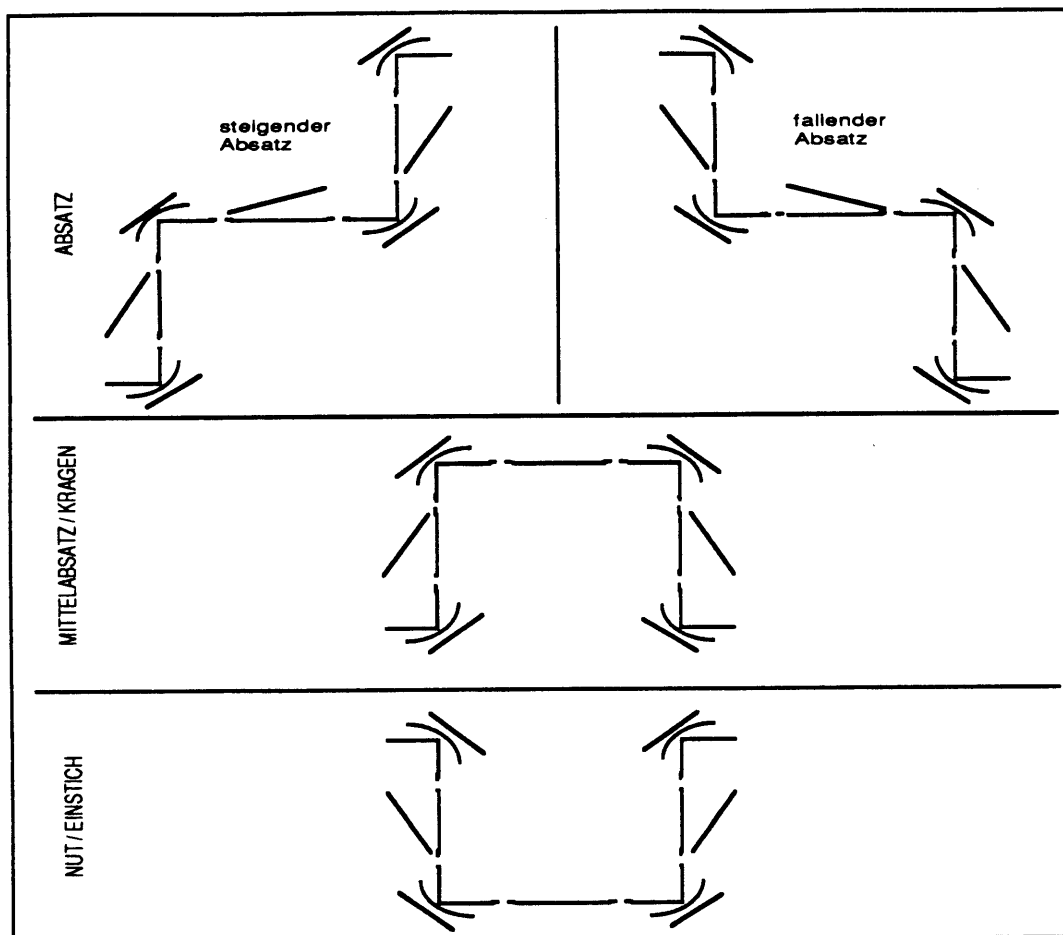 ABSATZ
steigender
Absatz
fallender
Absatz
MITTELABSATZ/KRAGEN
NUT/EINSTICH